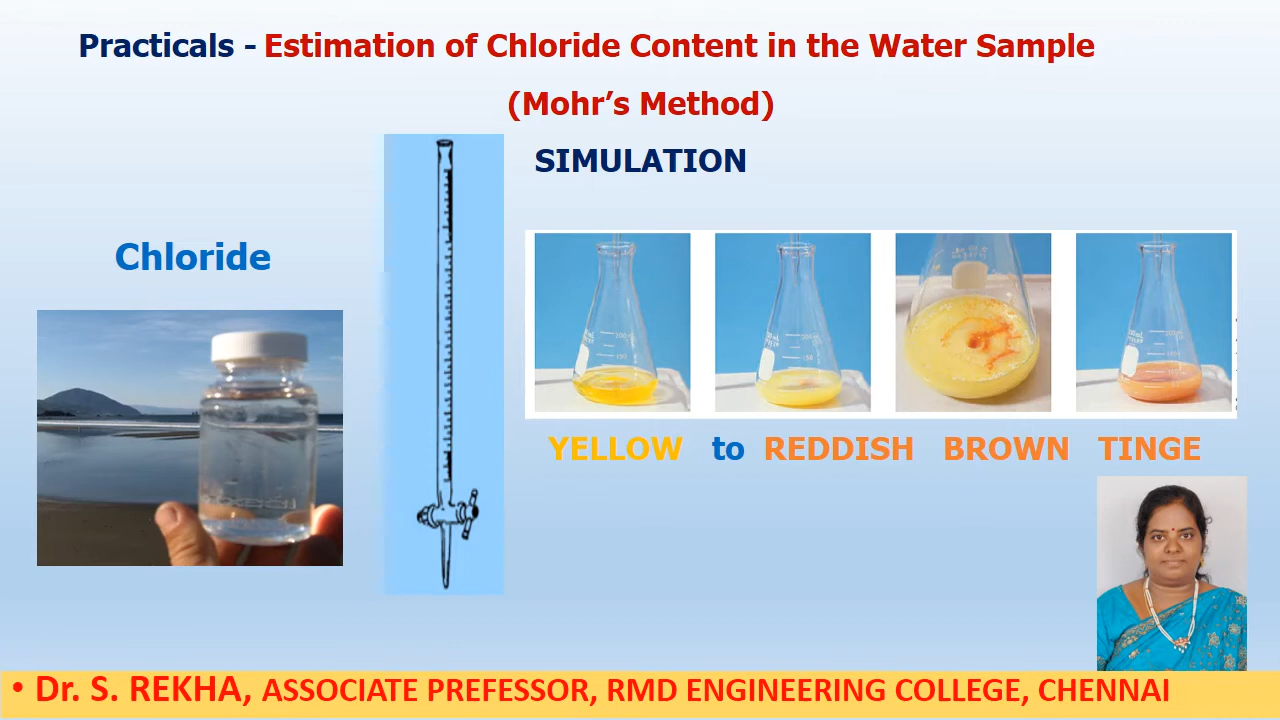 Practicals - Estimation of Chloride Content in the Water Sample
(Mohr’s Method)
SIMULATION
Chloride
YELLOW to REDDISH BROWN TINGE
• Dr. S. REKHA, ASSOCIATE PREFESSOR, RMD ENGINEERING COLLEGE, CHENNAI